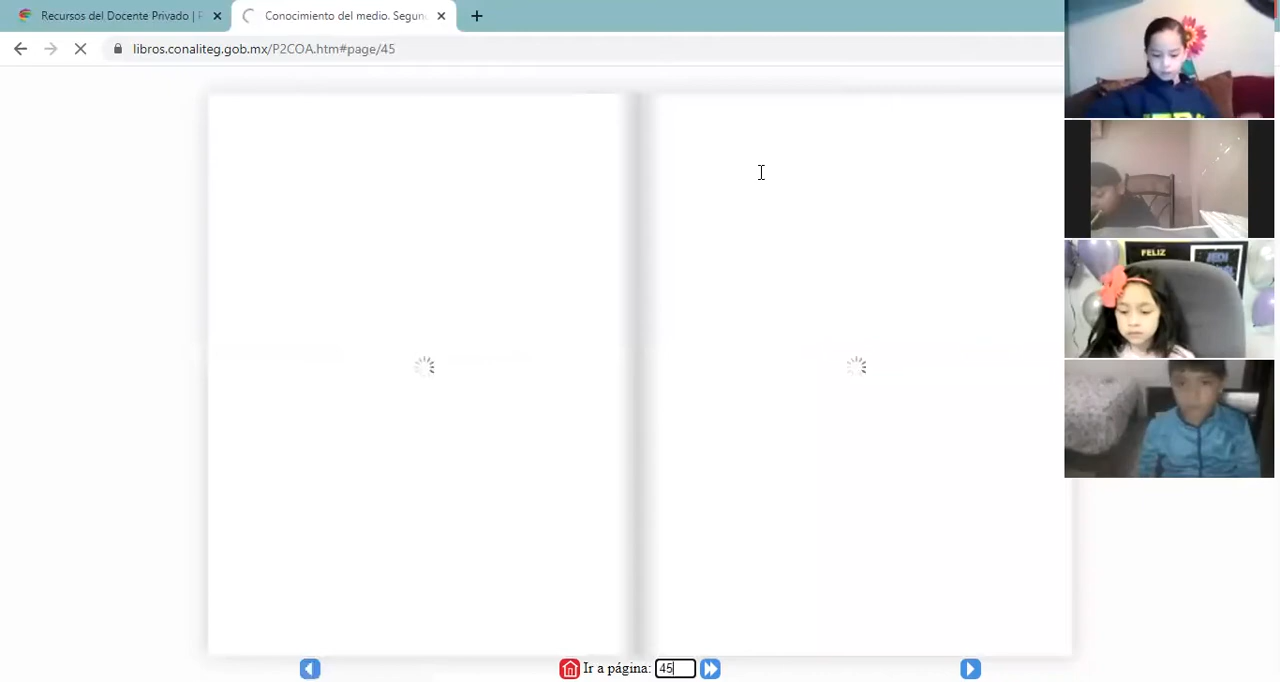 Recursos del Docente Privado | P
Conocimiento del medio. Segun
libros.conaliteg.gob.mx/P2COA.htm#page/45
FELIZ
JEDI
Ir a página: 45